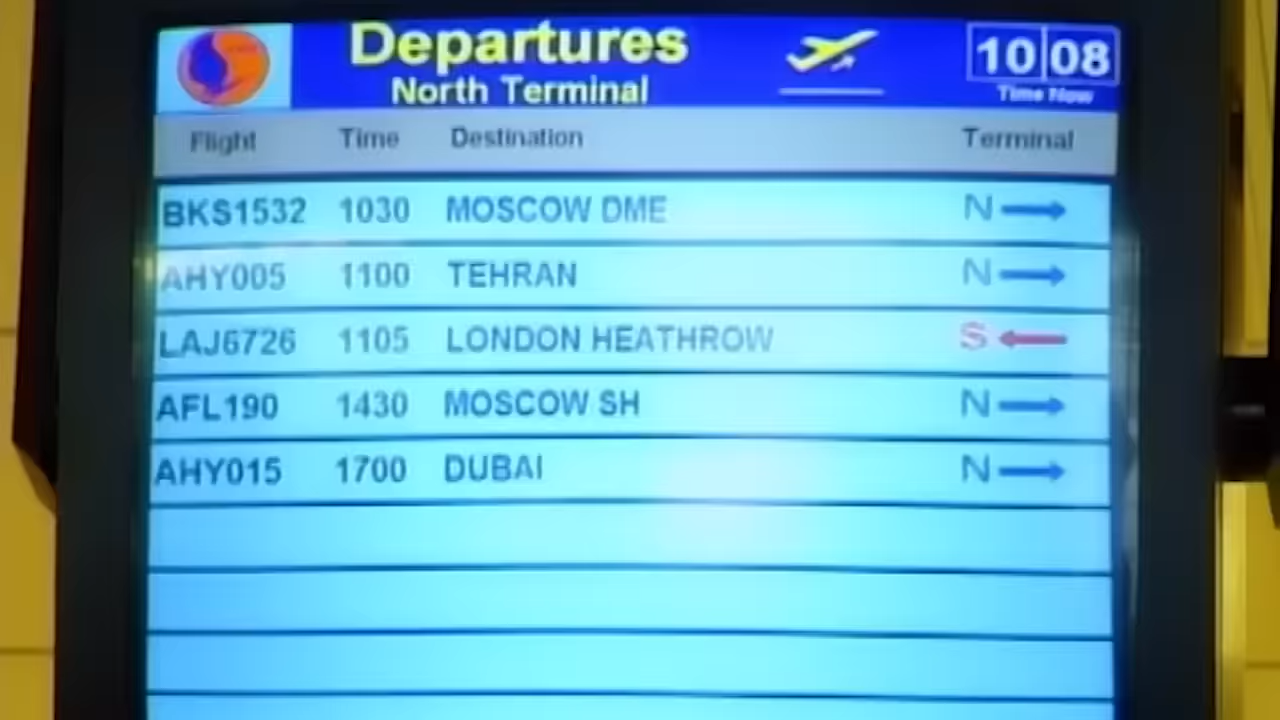 Departures
North Terminal
10 08
Time Now
Flight Time Destination Terminal
BKS1532 1030 MOSCOW DME N
AHY005 1100 TEHRAN N
LAJ6726 1105 LONDON HEATHROW S
AFL190 1430 MOSCOW SH N
AHY015 1700 DUBAI N